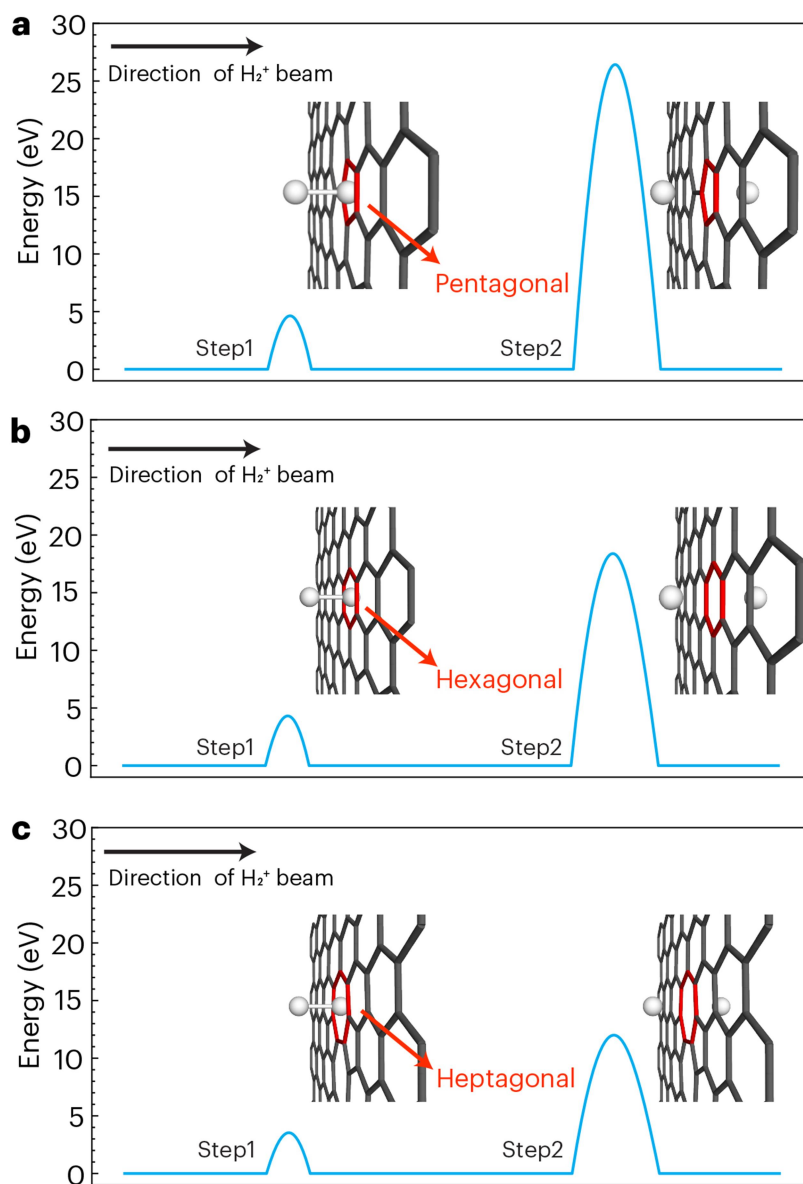 a
30
25
20
15
10
5
0
Energy (eV)
Direction of H₂⁺ beam
Pentagonal
Step1
Step2
b
30
25
20
15
10
5
0
Energy (eV)
Direction of H₂⁺ beam
Hexagonal
Step1
Step2
c
30
25
20
15
10
5
0
Energy (eV)
Direction of H₂⁺ beam
Heptagonal
Step1
Step2